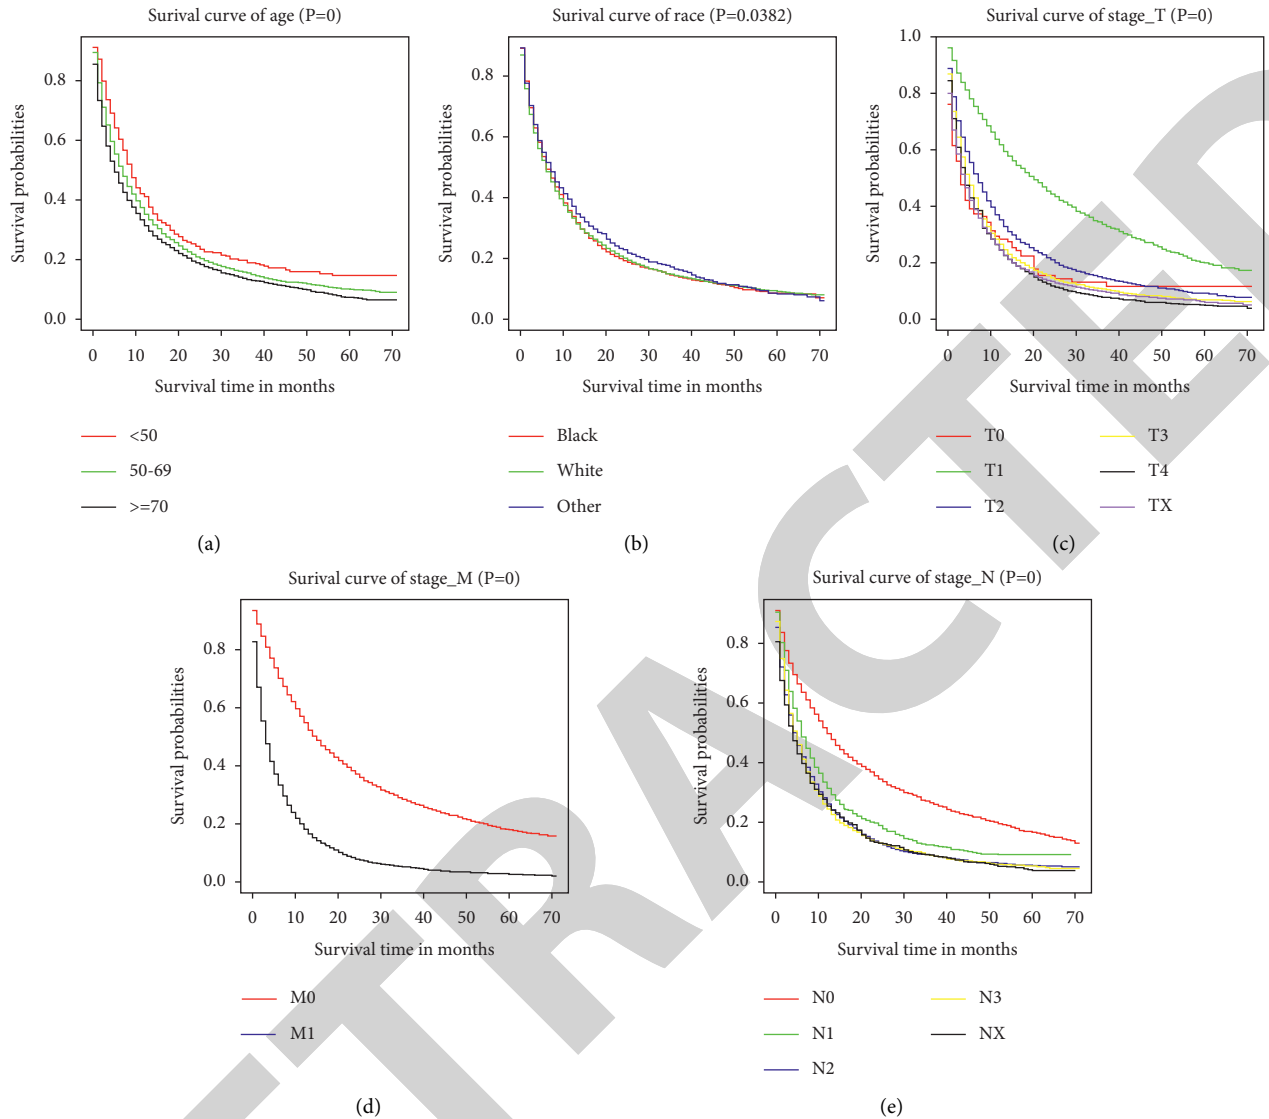 Surival curve of age (P=0)
Survival probabilities
0.8
0.6
0.4
0.2
0.0
0 10 20 30 40 50 60 70
Survival time in months
<50
50-69
>=70
(a)
Surival curve of race (P=0.0382)
Survival probabilities
0.8
0.6
0.4
0.2
0.0
0 10 20 30 40 50 60 70
Survival time in months
Black
White
Other
(b)
Surival curve of stage_T (P=0)
Survival probabilities
1.0
0.8
0.6
0.4
0.2
0.0
0 10 20 30 40 50 60 70
Survival time in months
T0 T3
T1 T4
T2 TX
(c)
Surival curve of stage_M (P=0)
Survival probabilities
0.8
0.6
0.4
0.2
0.0
0 10 20 30 40 50 60 70
Survival time in months
M0
M1
(d)
Surival curve of stage_N (P=0)
Survival probabilities
0.8
0.6
0.4
0.2
0.0
0 10 20 30 40 50 60 70
Survival time in months
N0 N3
N1 NX
N2
(e)